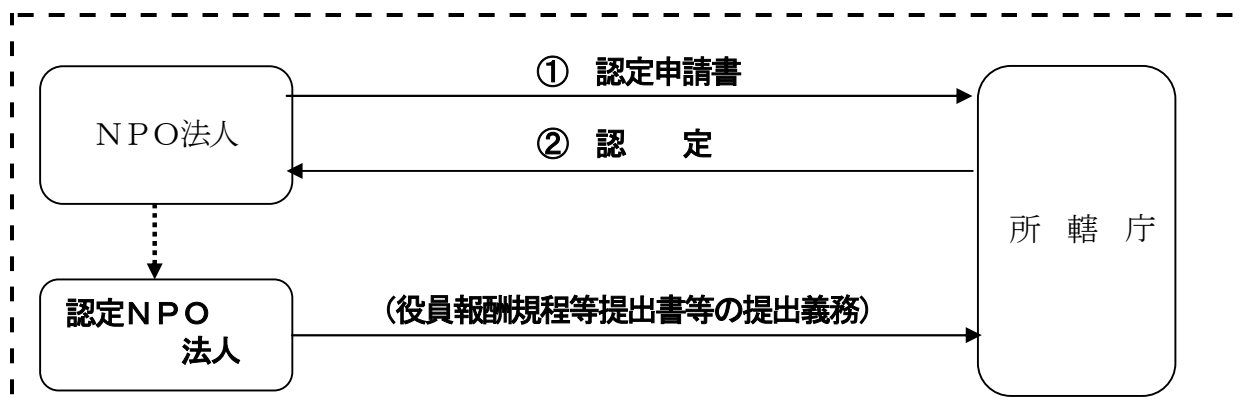 ① 認定申請書
NPO法人
② 認　　定
所 轄 庁
認定NPO
法人
（役員報酬規程等提出書等の提出義務）